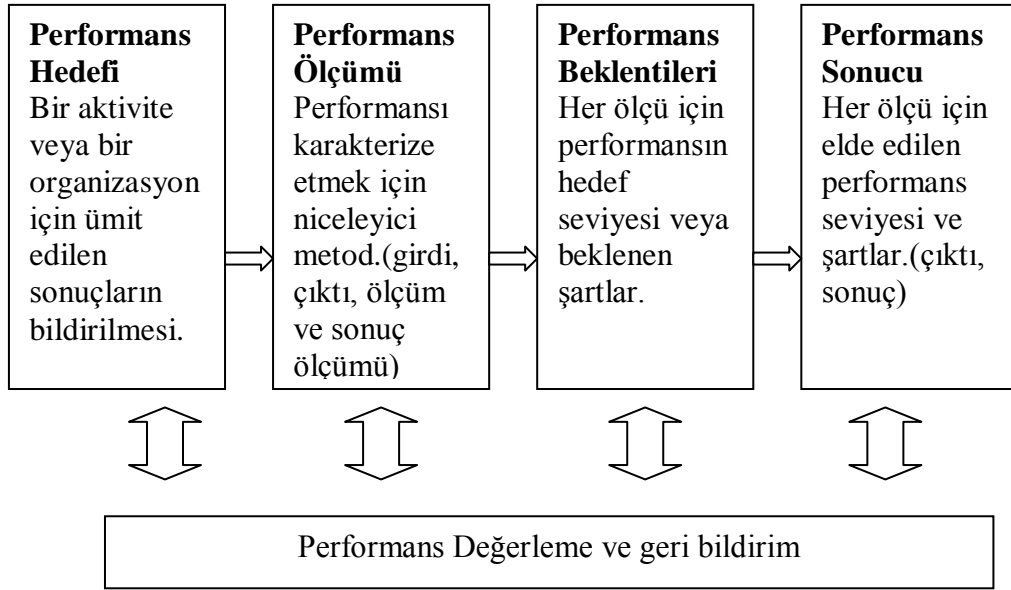 Performans
Hedefi
Bir aktivite
veya bir
organizasyon
için ümit
edilen
sonuçların
bildirilmesi.
Performans
Ölçümü
Performansı
karakterize
etmek için
niceleyici
metod.(girdi,
çıktı, ölçüm
ve sonuç
ölçümü)
Performans
Beklentileri
Her ölçü için
performansın
hedef
seviyesi veya
beklenen
şartlar.
Performans
Sonucu
Her ölçü için
elde edilen
performans
seviyesi ve
şartlar.(çıktı,
sonuç)
Performans Değerleme ve geri bildirim